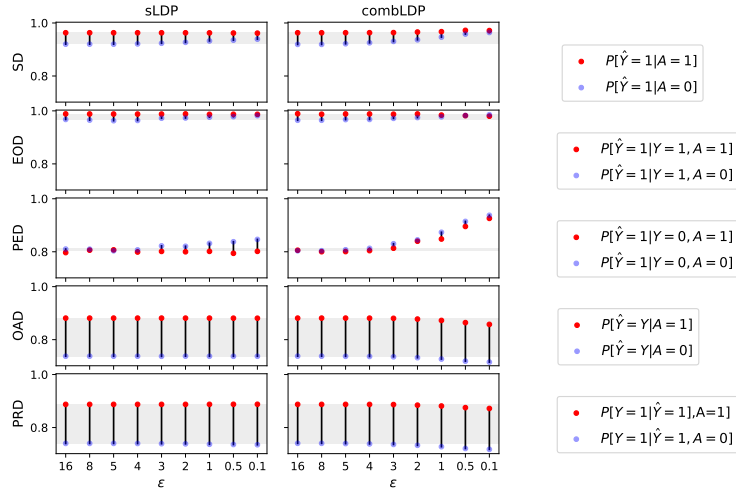 sLDP
combLDP
1.0
0.8
SD
P[Ŷ = 1|A = 1]
P[Ŷ = 1|A = 0]
1.0
0.8
EOD
P[Ŷ = 1|Y = 1, A = 1]
P[Ŷ = 1|Y = 1, A = 0]
1.0
0.8
PED
P[Ŷ = 1|Y = 0, A = 1]
P[Ŷ = 1|Y = 0, A = 0]
1.0
0.8
OAD
P[Ŷ = Y|A = 1]
P[Ŷ = Y|A = 0]
1.0
0.8
PRD
P[Y = 1|Ŷ = 1],A=1]
P[Y = 1|Ŷ = 1, A = 0]
16 8 5 4 3 2 1 0.5 0.1
16 8 5 4 3 2 1 0.5 0.1
ε
ε